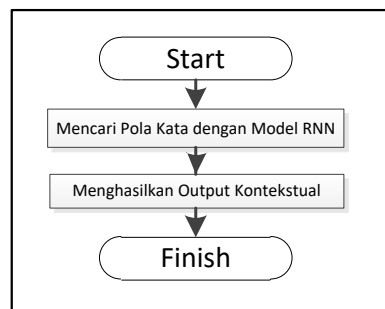 Start
Mencari Pola Kata dengan Model RNN
Menghasilkan Output Kontekstual
Finish